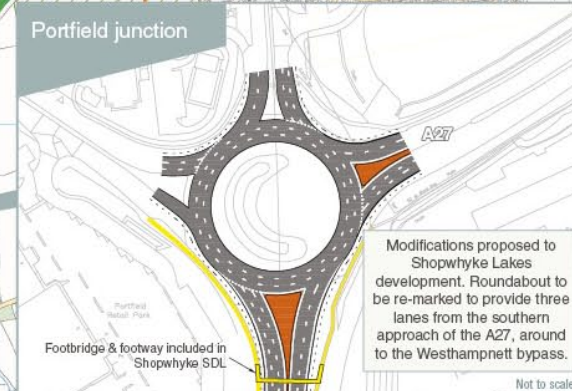 Portfield junction
A27
Modifications proposed to
Shopwhyke Lakes
development. Roundabout to
be re-marked to provide three
lanes from the southern
approach of the A27, around
to the Westhampnett bypass.
Portfield
Retail Park
Footbridge & footway included in
Shopwhyke SDL
Not to scale